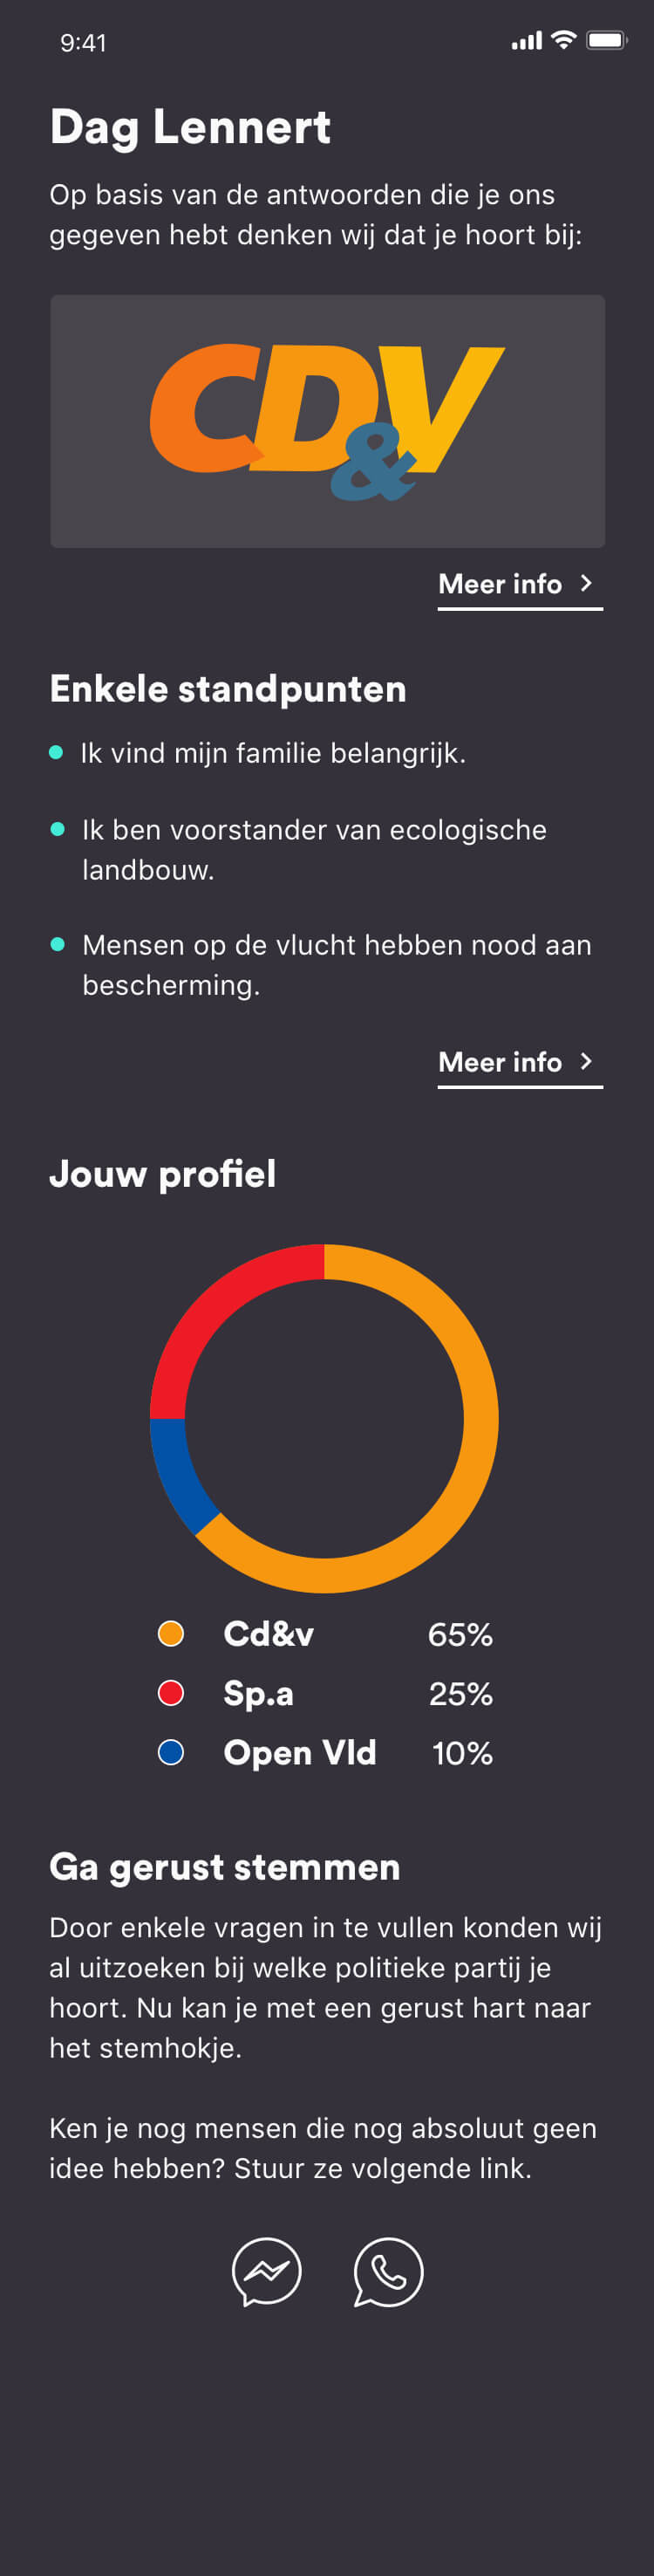 9:41
Dag Lennert
Op basis van de antwoorden die je ons
gegeven hebt denken wij dat je hoort bij:
CD&V
Meer info
Enkele standpunten
Ik vind mijn familie belangrijk.
Ik ben voorstander van ecologische
landbouw.
Mensen op de vlucht hebben nood aan
bescherming.
Meer info
Jouw profiel
Cd&v 65%
Sp.a 25%
Open Vld 10%
Ga gerust stemmen
Door enkele vragen in te vullen konden wij
al uitzoeken bij welke politieke partij je
hoort. Nu kan je met een gerust hart naar
het stemhokje.
Ken je nog mensen die nog absoluut geen
idee hebben? Stuur ze volgende link.